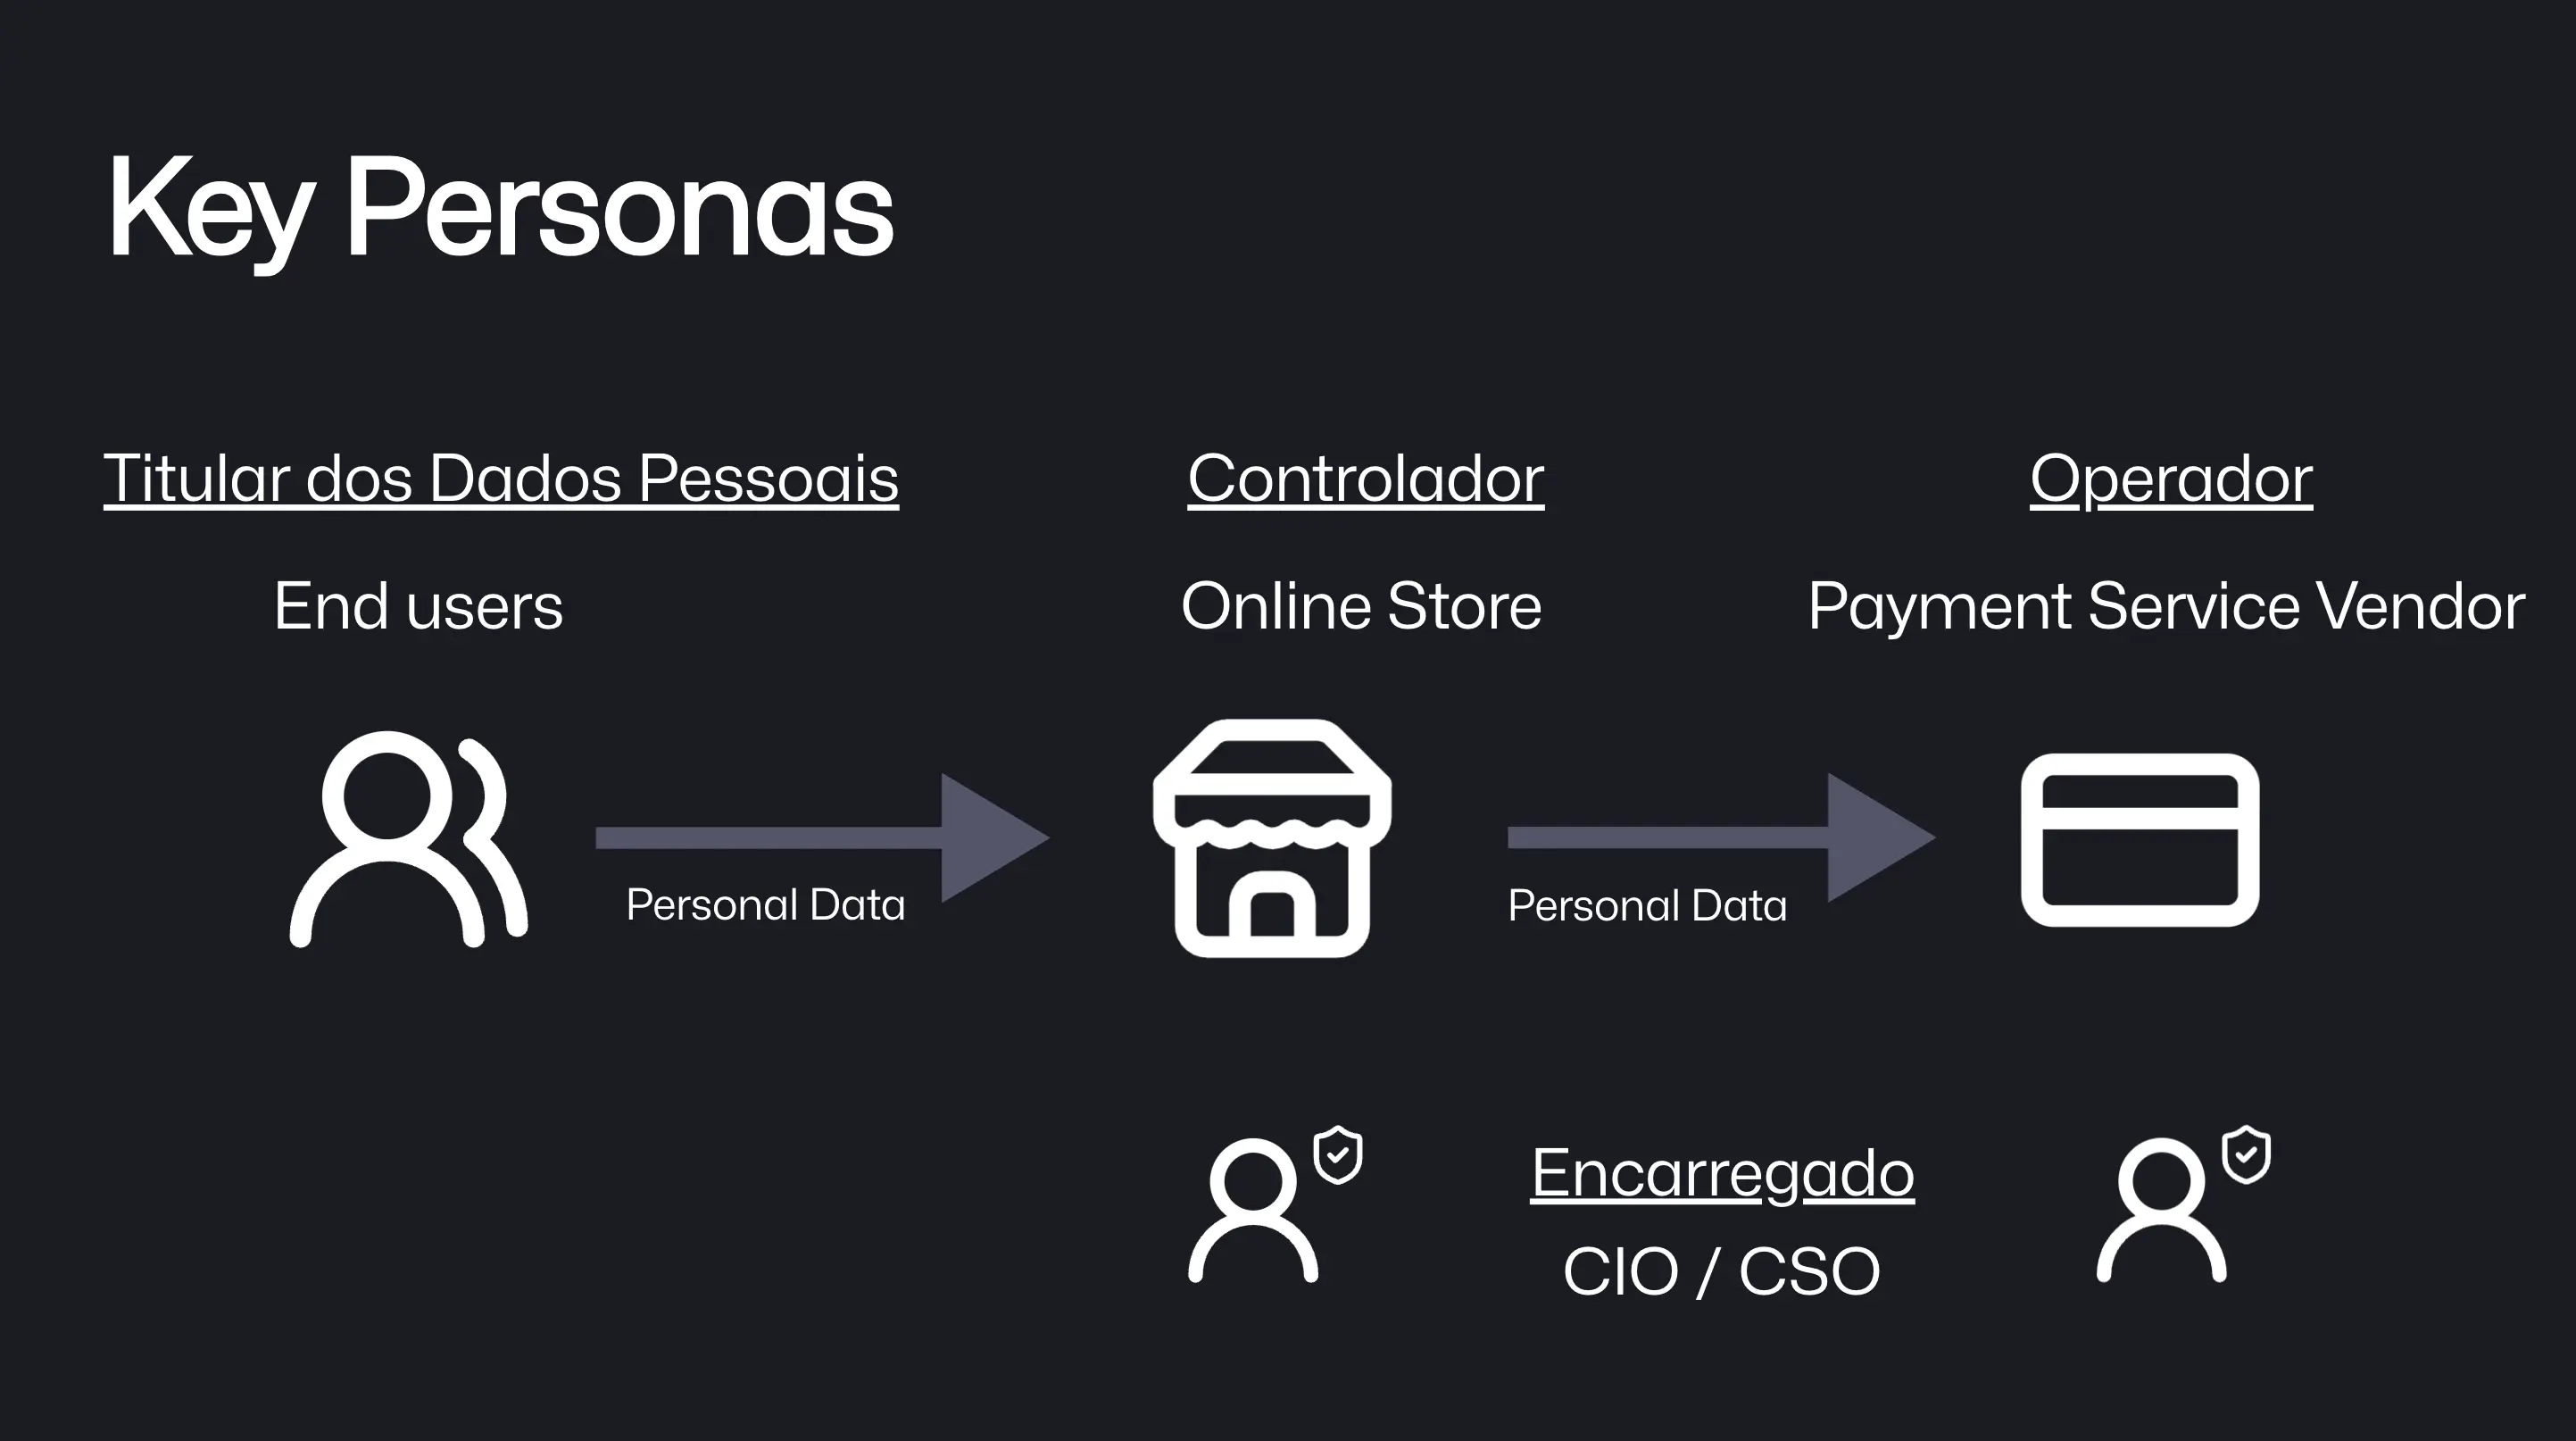 Key Personas
Titular dos Dados Pessoais
Controlador
Operador
End users
Online Store
Payment Service Vendor
Personal Data
Personal Data
Encarregado
CIO / CSO